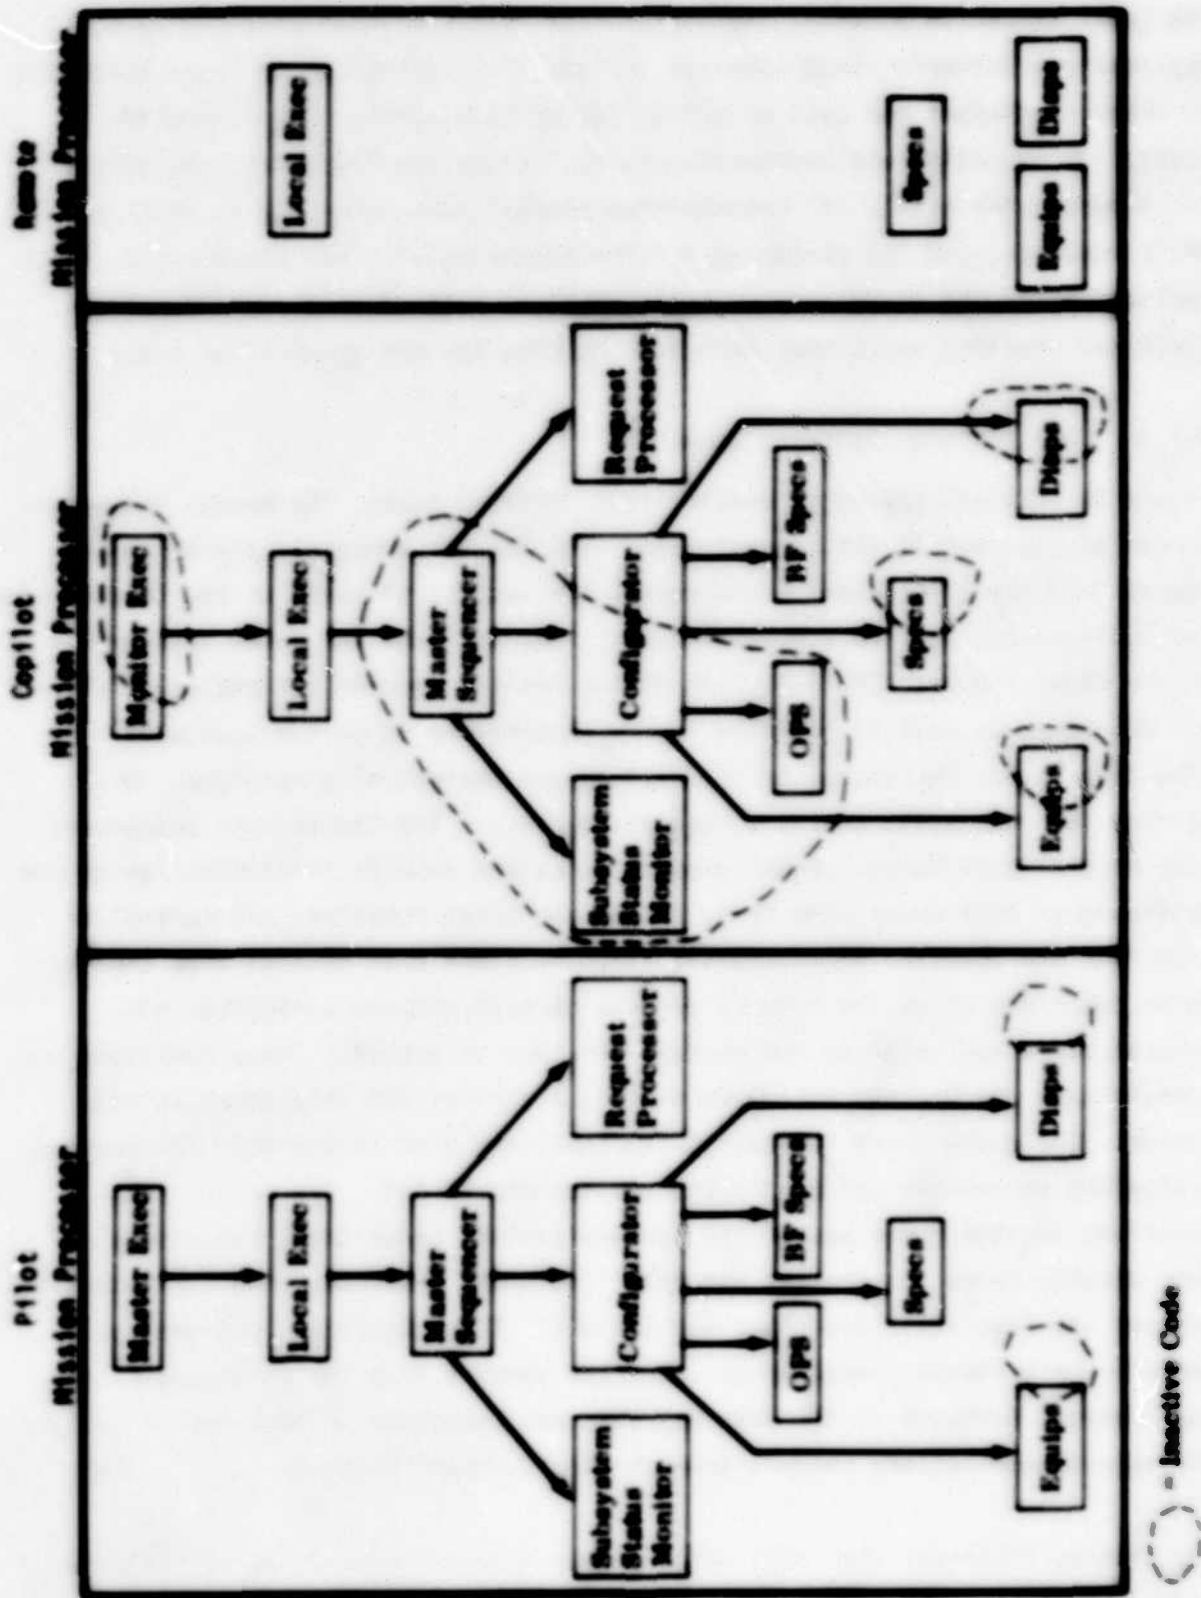 Pilot
Mission Processor
Master Exec
Local Exec
Master
Sequencer
Subsystem
Status
Monitor
Configurator
Request
Processor
OPS
BF Specs
Specs
Equips
Disps
Copilot
Mission Processor
Monitor Exec
Local Exec
Master
Sequencer
Subsystem
Status
Monitor
Configurator
Request
Processor
OPS
BF Specs
Specs
Equips
Disps
Remote
Mission Processor
Local Exec
Specs
Equips
Disps
= Inactive Code